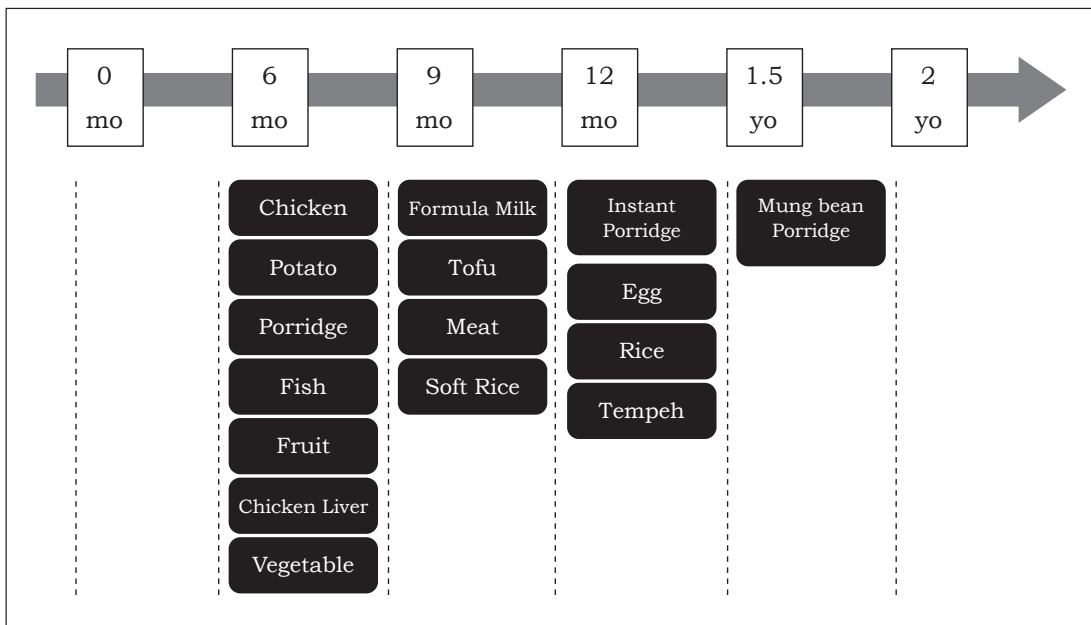 0
mo
6
mo
9
mo
12
mo
1.5
yo
2
yo
Chicken
Potato
Porridge
Fish
Fruit
Chicken Liver
Vegetable
Formula Milk
Tofu
Meat
Soft Rice
Instant
Porridge
Egg
Rice
Tempeh
Mung bean
Porridge